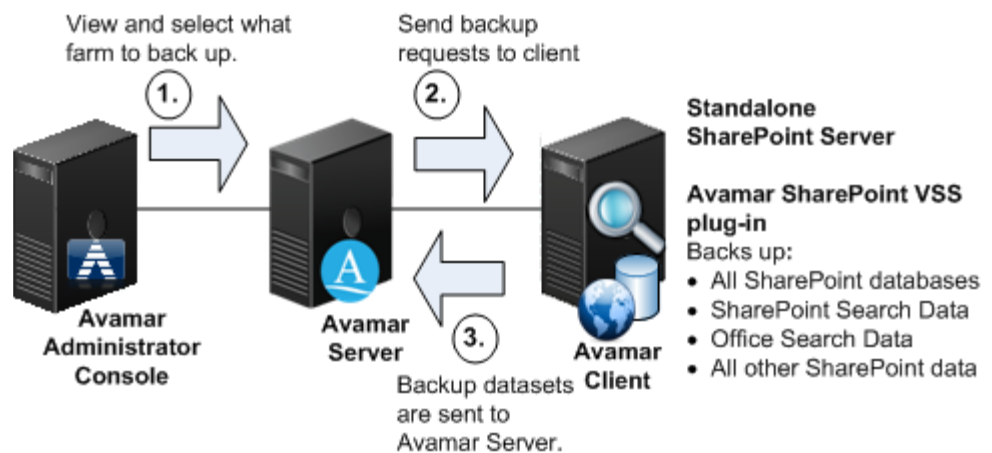 View and select what
farm to back up.
1.
Send backup
requests to client
2.
Standalone
SharePoint Server
Avamar SharePoint VSS
plug-in
Backs up:
• All SharePoint databases
• SharePoint Search Data
• Office Search Data
• All other SharePoint data
A
Avamar
Administrator
Console
Avamar
Server
3.
Avamar
Client
Backup datasets
are sent to
Avamar Server.